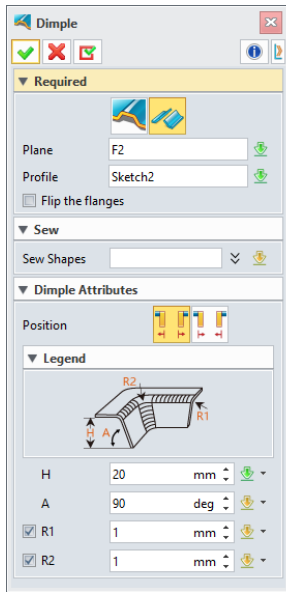 Dimple
Required
Plane F2
Profile Sketch2
Flip the flanges
Sew
Sew Shapes
Dimple Attributes
Position
Legend
R2
R1
H A
H 20 mm
A 90 deg
R1 1 mm
R2 1 mm